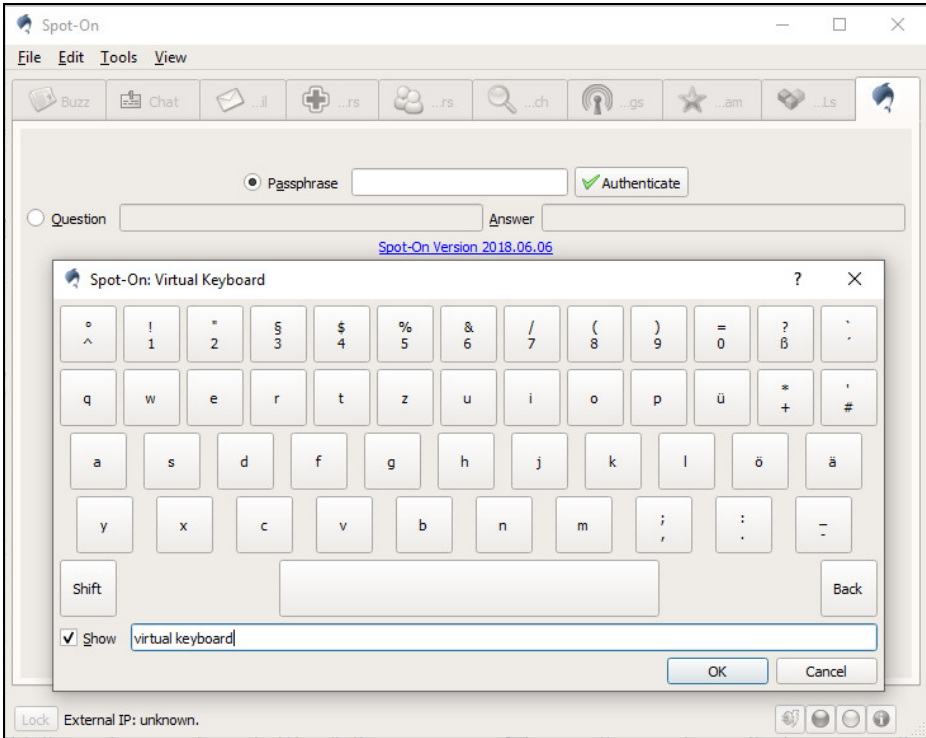 Spot-On
File Edit Tools View
Buzz Chat ...il ...rs ...rs ...ch ...gs ...am ...Ls
Passphrase Authenticate
Question Answer
Spot-On Version 2018.06.06
Spot-On: Virtual Keyboard ?
° ! " § $ % & / ( ) = ? `
^ 1 2 3 4 5 6 7 8 9 0 ß ´
q w e r t z u i o p ü * '
+ #
a s d f g h j k l ö ä
y x c v b n m ; : _
, . -
Shift Back
Show virtual keyboard
OK Cancel
Lock External IP: unknown.